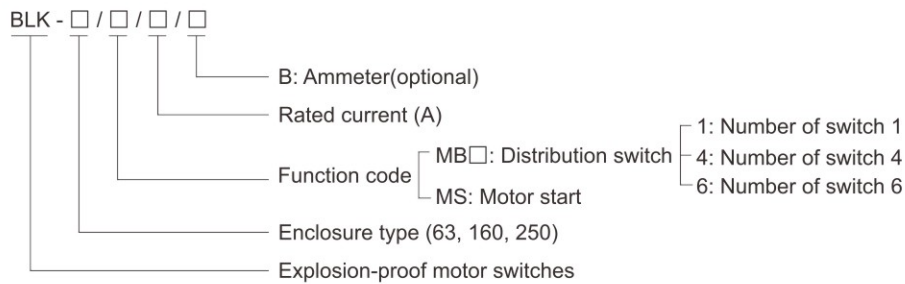 BLK - □ / □ / □ / □
B: Ammeter(optional)
Rated current (A)
Function code
MB□: Distribution switch
1: Number of switch 1
4: Number of switch 4
6: Number of switch 6
MS: Motor start
Enclosure type (63, 160, 250)
Explosion-proof motor switches